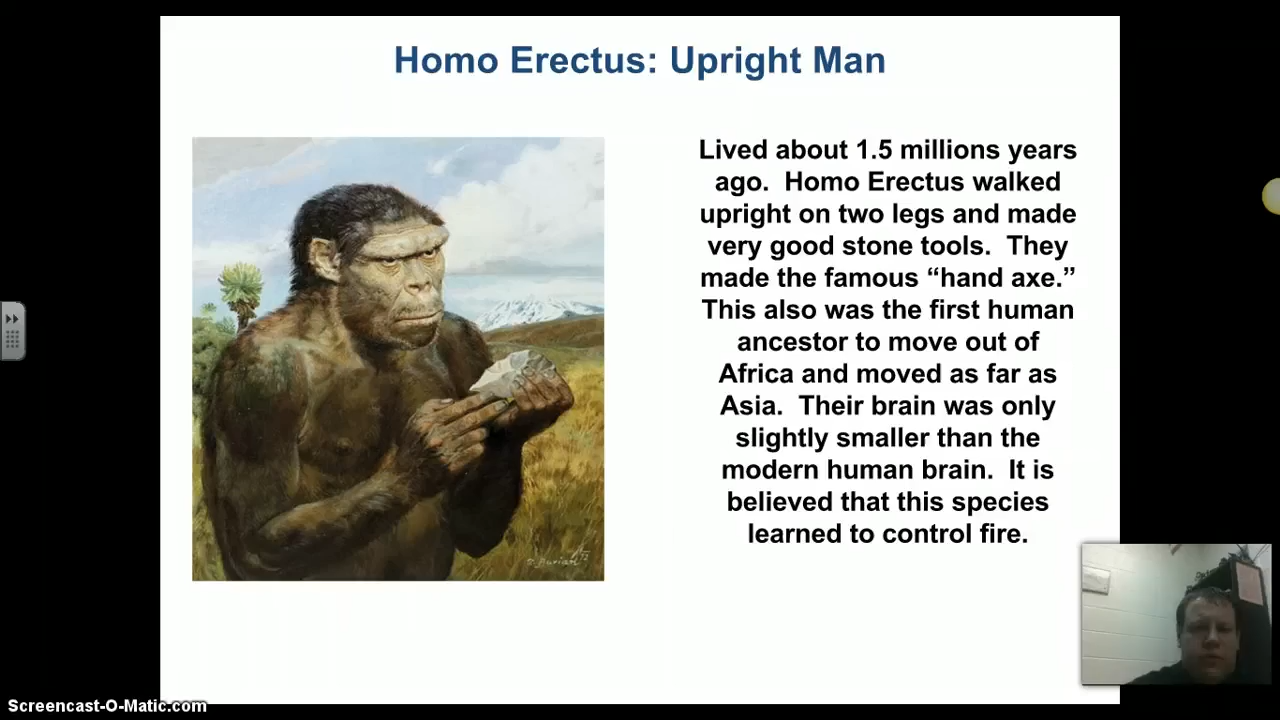 Homo Erectus: Upright Man
Lived about 1.5 millions years
ago. Homo Erectus walked
upright on two legs and made
very good stone tools. They
made the famous “hand axe.”
This also was the first human
ancestor to move out of
Africa and moved as far as
Asia. Their brain was only
slightly smaller than the
modern human brain. It is
believed that this species
learned to control fire.
Screencast-O-Matic.com